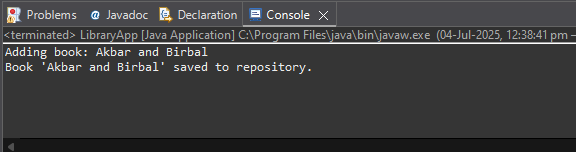 Problems @ Javadoc Declaration Console
<terminated> LibraryApp [Java Application] C:\Program Files\java\bin\javaw.exe (04-Jul-2025, 12:38:41 pm –
Adding book: Akbar and Birbal
Book 'Akbar and Birbal' saved to repository.